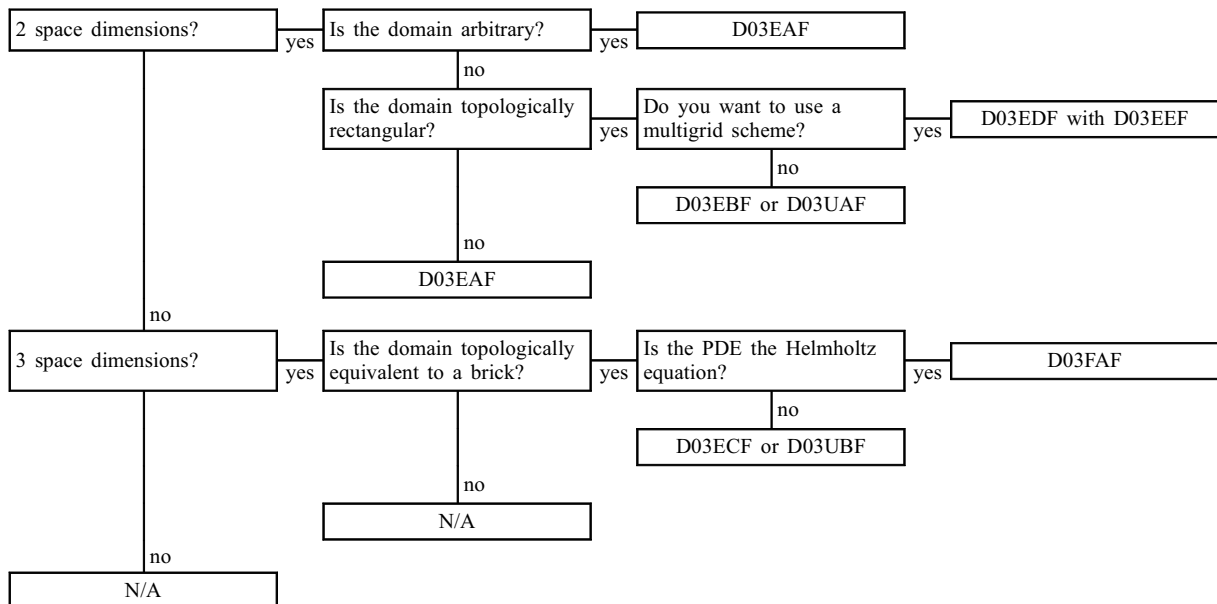 2 space dimensions?
yes
Is the domain arbitrary?
yes
D03EAF
no
Is the domain topologically
rectangular?
yes
Do you want to use a
multigrid scheme?
yes
D03EDF with D03EEF
no
D03EBF or D03UAF
no
D03EAF
no
3 space dimensions?
yes
Is the domain topologically
equivalent to a brick?
yes
Is the PDE the Helmholtz
equation?
yes
D03FAF
no
D03ECF or D03UBF
no
N/A
no
N/A